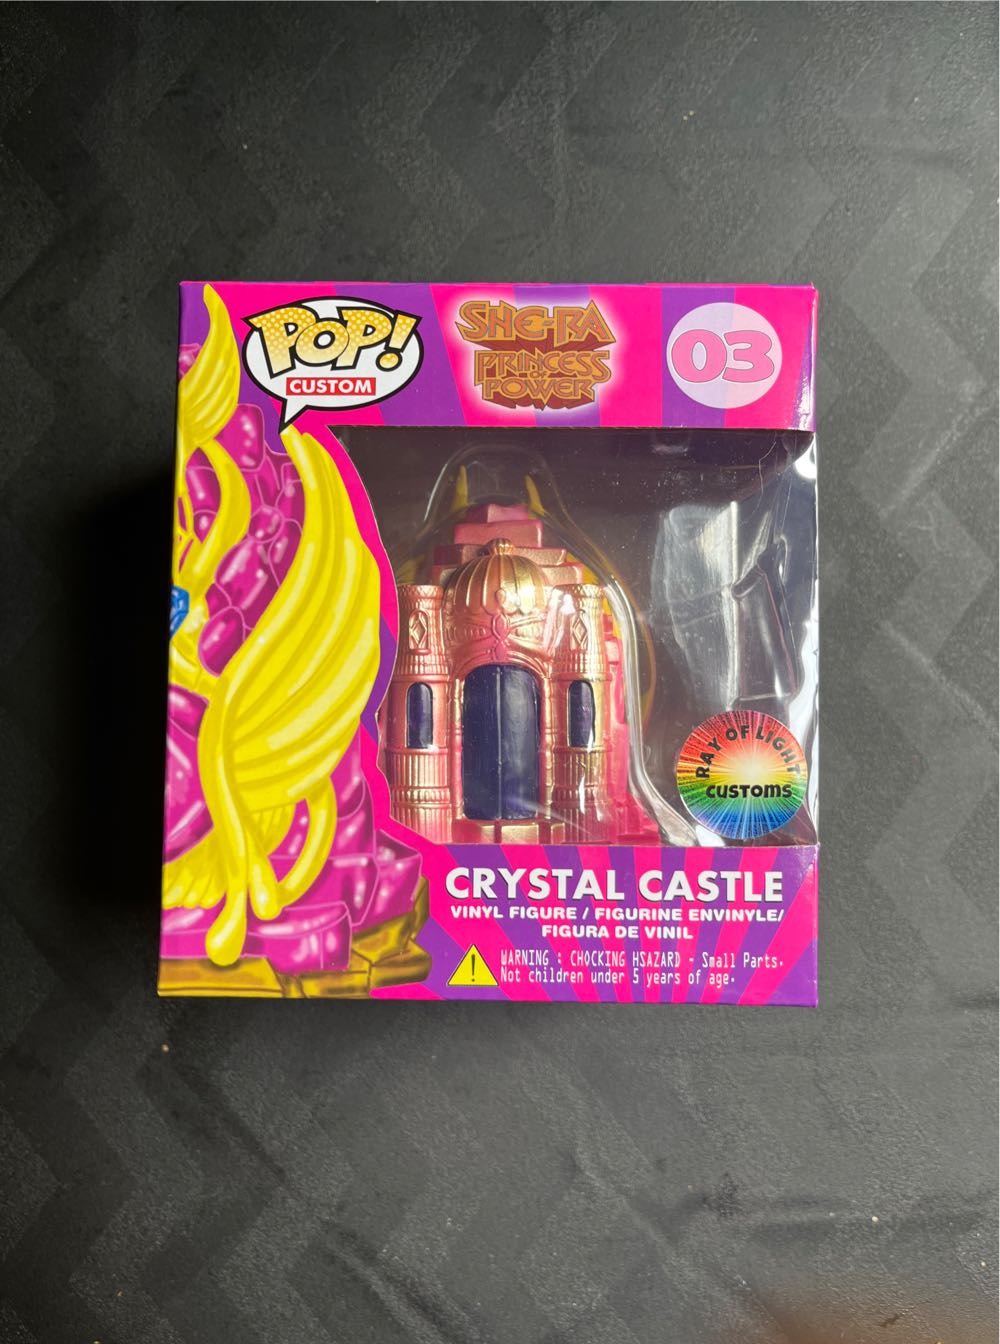 POP!
CUSTOM
SHE-RA
PRINCESS
OF
POWER
03
RAY OF LIGHT
CUSTOMS
CRYSTAL CASTLE
VINYL FIGURE / FIGURINE ENVINYLE/
FIGURA DE VINIL
WARNING : CHOCKING HSAZARD - Small Parts.
Not children under 5 years of age.